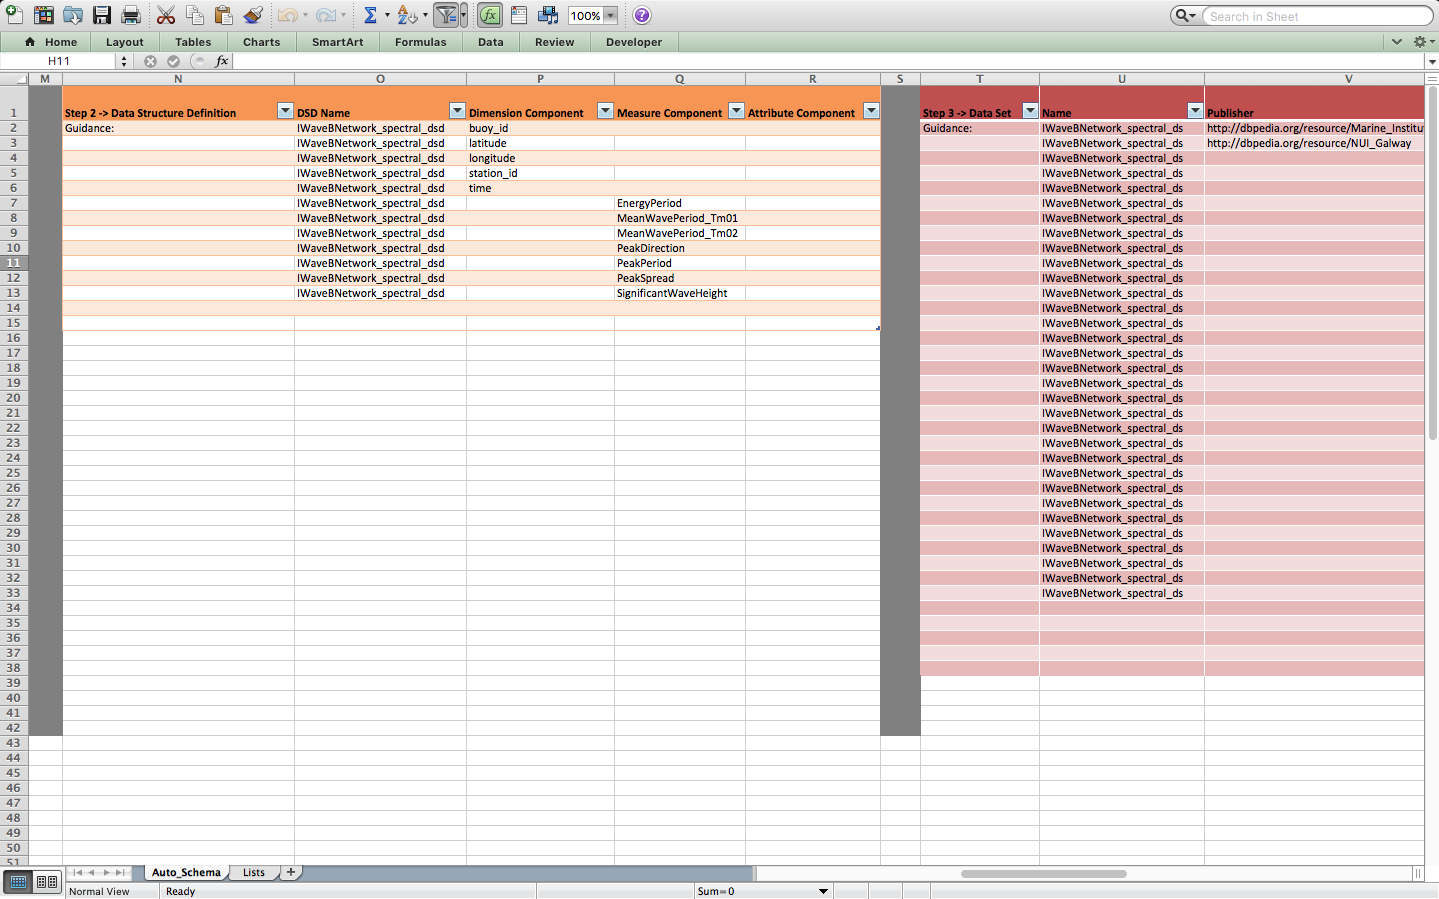 100%
Search in Sheet
Home Layout Tables Charts SmartArt Formulas Data Review Developer
H11 fx
M N O P Q R S T U V
1 Step 2 -> Data Structure Definition DSD Name Dimension Component Measure Component Attribute Component Step 3 -> Data Set Name Publisher
2 Guidance: IWaveBNetwork_spectral_dsd buoy_id Guidance: IWaveBNetwork_spectral_ds http://dbpedia.org/resource/Marine_Institu
3 IWaveBNetwork_spectral_dsd latitude IWaveBNetwork_spectral_ds http://dbpedia.org/resource/NUI_Galway
4 IWaveBNetwork_spectral_dsd longitude IWaveBNetwork_spectral_ds
5 IWaveBNetwork_spectral_dsd station_id IWaveBNetwork_spectral_ds
6 IWaveBNetwork_spectral_dsd time IWaveBNetwork_spectral_ds
7 IWaveBNetwork_spectral_dsd EnergyPeriod IWaveBNetwork_spectral_ds
8 IWaveBNetwork_spectral_dsd MeanWavePeriod_Tm01 IWaveBNetwork_spectral_ds
9 IWaveBNetwork_spectral_dsd MeanWavePeriod_Tm02 IWaveBNetwork_spectral_ds
10 IWaveBNetwork_spectral_dsd PeakDirection IWaveBNetwork_spectral_ds
11 IWaveBNetwork_spectral_dsd PeakPeriod IWaveBNetwork_spectral_ds
12 IWaveBNetwork_spectral_dsd PeakSpread IWaveBNetwork_spectral_ds
13 IWaveBNetwork_spectral_dsd SignificantWaveHeight IWaveBNetwork_spectral_ds
14 IWaveBNetwork_spectral_ds
15 IWaveBNetwork_spectral_ds
16 IWaveBNetwork_spectral_ds
17 IWaveBNetwork_spectral_ds
18 IWaveBNetwork_spectral_ds
19 IWaveBNetwork_spectral_ds
20 IWaveBNetwork_spectral_ds
21 IWaveBNetwork_spectral_ds
22 IWaveBNetwork_spectral_ds
23 IWaveBNetwork_spectral_ds
24 IWaveBNetwork_spectral_ds
25 IWaveBNetwork_spectral_ds
26 IWaveBNetwork_spectral_ds
27 IWaveBNetwork_spectral_ds
28 IWaveBNetwork_spectral_ds
29 IWaveBNetwork_spectral_ds
30 IWaveBNetwork_spectral_ds
31 IWaveBNetwork_spectral_ds
32 IWaveBNetwork_spectral_ds
33 IWaveBNetwork_spectral_ds
34
35
36
37
38
39
40
41
42
43
44
45
46
47
48
49
50
51
Auto_Schema Lists
Normal View Ready Sum=0